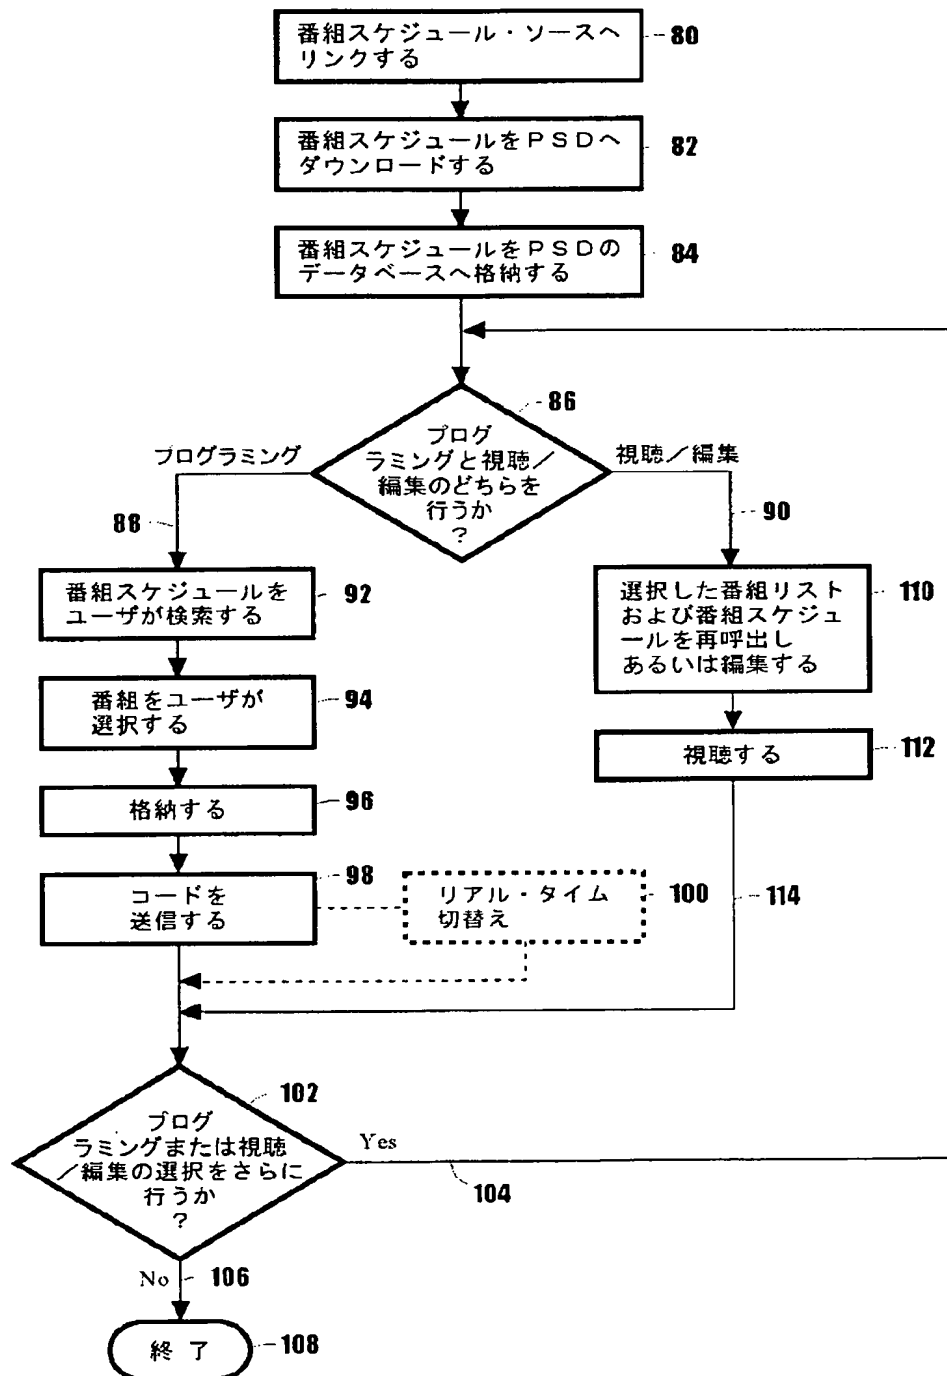 番組スケジュール・ソースへ
リンクする
80
番組スケジュールをＰＳＤへ
ダウンロードする
82
番組スケジュールをＰＳＤの
データベースへ格納する
84
86
プログ
ラミングと視聴／
編集のどちらを
行うか
？
プログラミング
視聴／編集
88
90
番組スケジュールを
ユーザが検索する
92
番組をユーザが
選択する
94
格納する
96
コードを
送信する
98
リアル・タイム
切替え
100
選択した番組リスト
および番組スケジュ
ールを再呼出し
あるいは編集する
110
視聴する
112
114
102
プログ
ラミングまたは視聴
／編集の選択をさらに
行うか
？
Yes
104
No
106
終 了
108